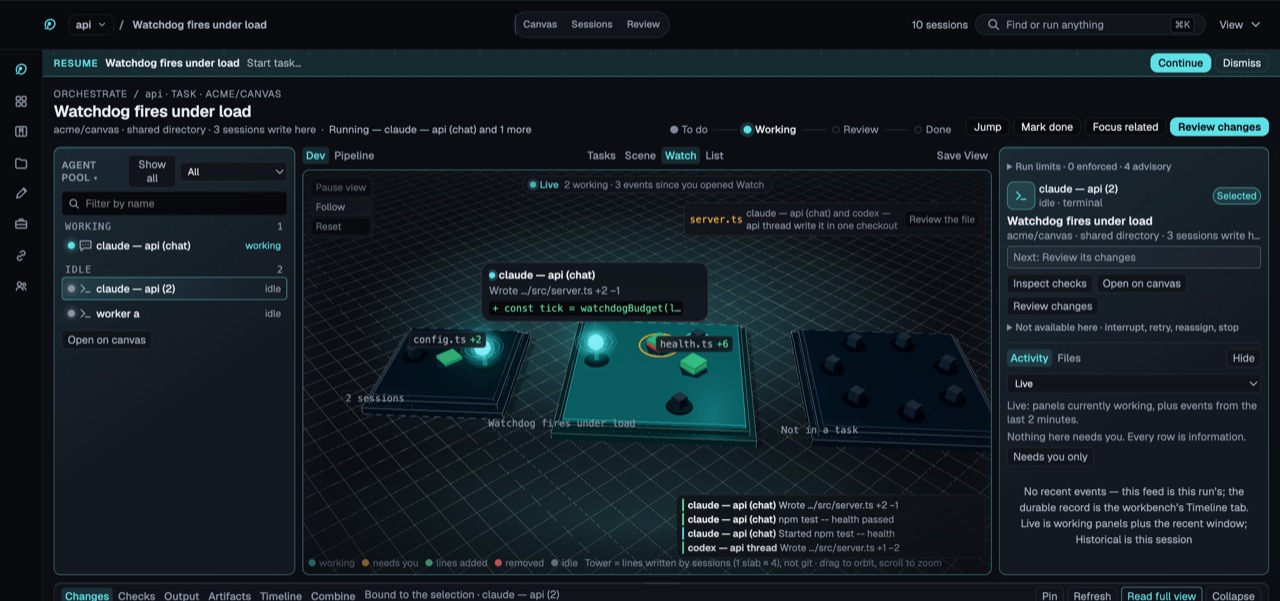 api / Watchdog fires under load
Canvas Sessions Review
10 sessions
Find or run anything ⌘K
View
RESUME Watchdog fires under load Start task…
Continue Dismiss
ORCHESTRATE / api · TASK · ACME/CANVAS
Watchdog fires under load
acme/canvas · shared directory · 3 sessions write here · Running — claude — api (chat) and 1 more
To do Working Review Done
Jump Mark done Focus related Review changes
AGENT POOL
Show all
All
Filter by name
WORKING 1
claude — api (chat) working
IDLE 2
claude — api (2) idle
worker a idle
Open on canvas
Dev Pipeline
Tasks Scene Watch List
Save View
Pause view
Follow
Reset
Live 2 working · 3 events since you opened Watch
server.ts claude — api (chat) and codex —
api thread write it in one checkout
Review the file
claude — api (chat)
Wrote …/src/server.ts +2 −1
+ const tick = watchdogBudget(l…
config.ts +2
health.ts +6
2 sessions
Watchdog fires under load
Not in a task
claude — api (chat) Wrote …/src/server.ts +2 −1
claude — api (chat) npm test -- health passed
claude — api (chat) Started npm test -- health
codex — api thread Wrote …/src/server.ts +1 −2
working needs you lines added removed idle Tower = lines written by sessions (1 slab = 4), not git · drag to orbit, scroll to zoom
Run limits · 0 enforced · 4 advisory
claude — api (2)
idle · terminal
Selected
Watchdog fires under load
acme/canvas · shared directory · 3 sessions write h…
Next: Review its changes
Inspect checks Open on canvas
Review changes
Not available here · interrupt, retry, reassign, stop
Activity Files Hide
Live
Live: panels currently working, plus events from the
last 2 minutes.
Nothing here needs you. Every row is information.
Needs you only
No recent events — this feed is this run's; the
durable record is the workbench's Timeline tab.
Live is working panels plus the recent window;
Historical is this session
Changes Checks Output Artifacts Timeline Combine Bound to the selection · claude — api (2)
Pin Refresh Read full view Collapse